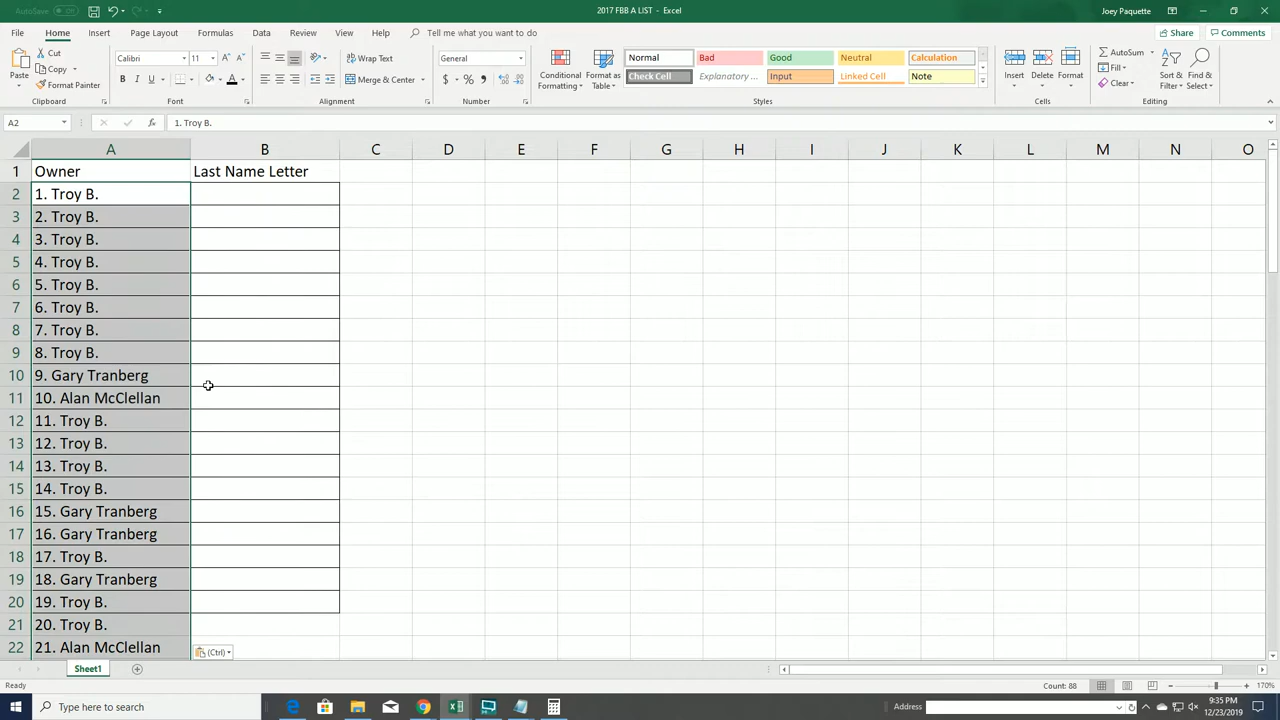 AutoSave Off
2017 FBB A LIST - Excel
Joey Paquette
File Home Insert Page Layout Formulas Data Review View Help Tell me what you want to do Share Comments
Paste Cut Copy Format Painter Clipboard
Calibri 11 B I U A Font
Wrap Text Merge & Center Alignment
General $ % , Number
Conditional Formatting Format as Table
Normal Bad Good Neutral Calculation
Check Cell Explanatory ... Input Linked Cell Note
Styles
Insert Delete Format Cells
AutoSum Fill Clear Sort & Filter Find & Select Editing
A2 fx 1. Troy B.
A B C D E F G H I J K L M N O
1 Owner Last Name Letter
2 1. Troy B.
3 2. Troy B.
4 3. Troy B.
5 4. Troy B.
6 5. Troy B.
7 6. Troy B.
8 7. Troy B.
9 8. Troy B.
10 9. Gary Tranberg
11 10. Alan McClellan
12 11. Troy B.
13 12. Troy B.
14 13. Troy B.
15 14. Troy B.
16 15. Gary Tranberg
17 16. Gary Tranberg
18 17. Troy B.
19 18. Gary Tranberg
20 19. Troy B.
21 20. Troy B.
22 21. Alan McClellan
(Ctrl)
Sheet1
Ready Count: 88 170%
Type here to search Address 9:35 PM
12/23/2019